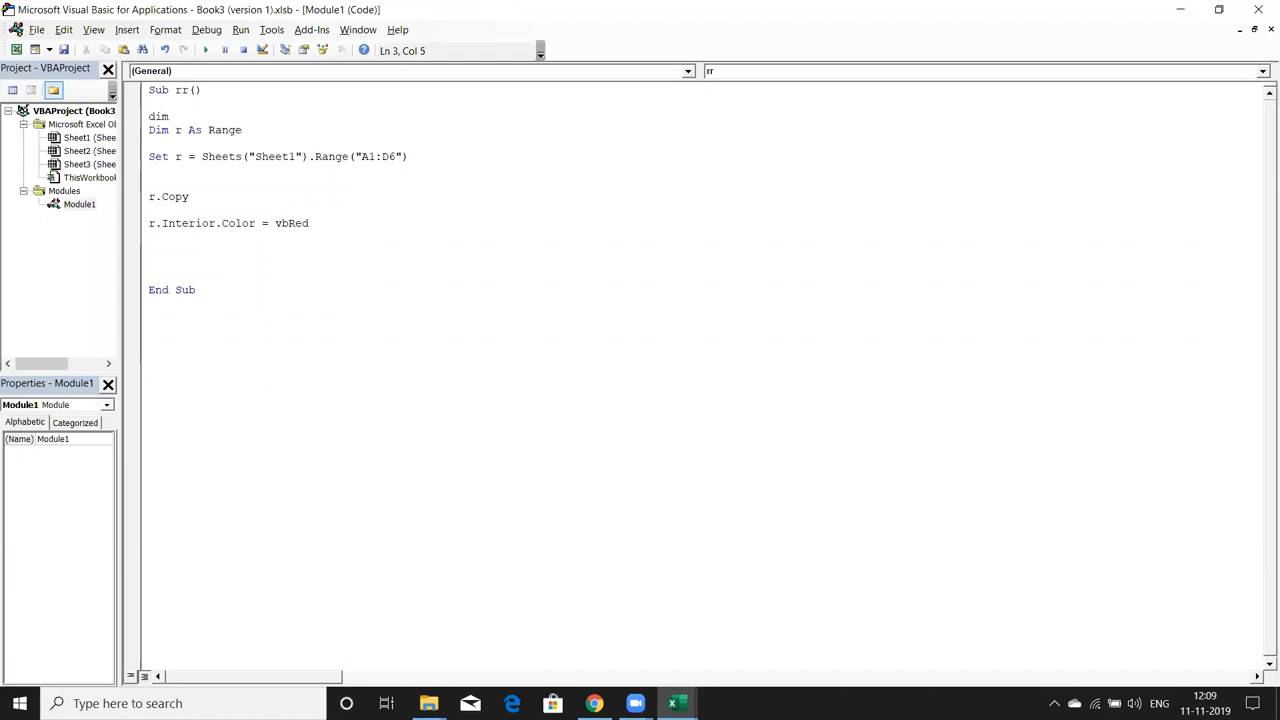 Microsoft Visual Basic for Applications - Book3 (version 1).xlsb - [Module1 (Code)]
File Edit View Insert Format Debug Run Tools Add-Ins Window Help
Ln 3, Col 5
Project - VBAProject
(General)
rr
VBAProject (Book3
Microsoft Excel Ob
Sheet1 (Shee
Sheet2 (Shee
Sheet3 (Shee
ThisWorkbook
Modules
Module1
Sub rr()
dim
Dim r As Range
Set r = Sheets("Sheet1").Range("A1:D6")
r.Copy
r.Interior.Color = vbRed
End Sub
Properties - Module1
Module1 Module
Alphabetic Categorized
(Name) Module1
Type here to search
ENG
12:09
11-11-2019